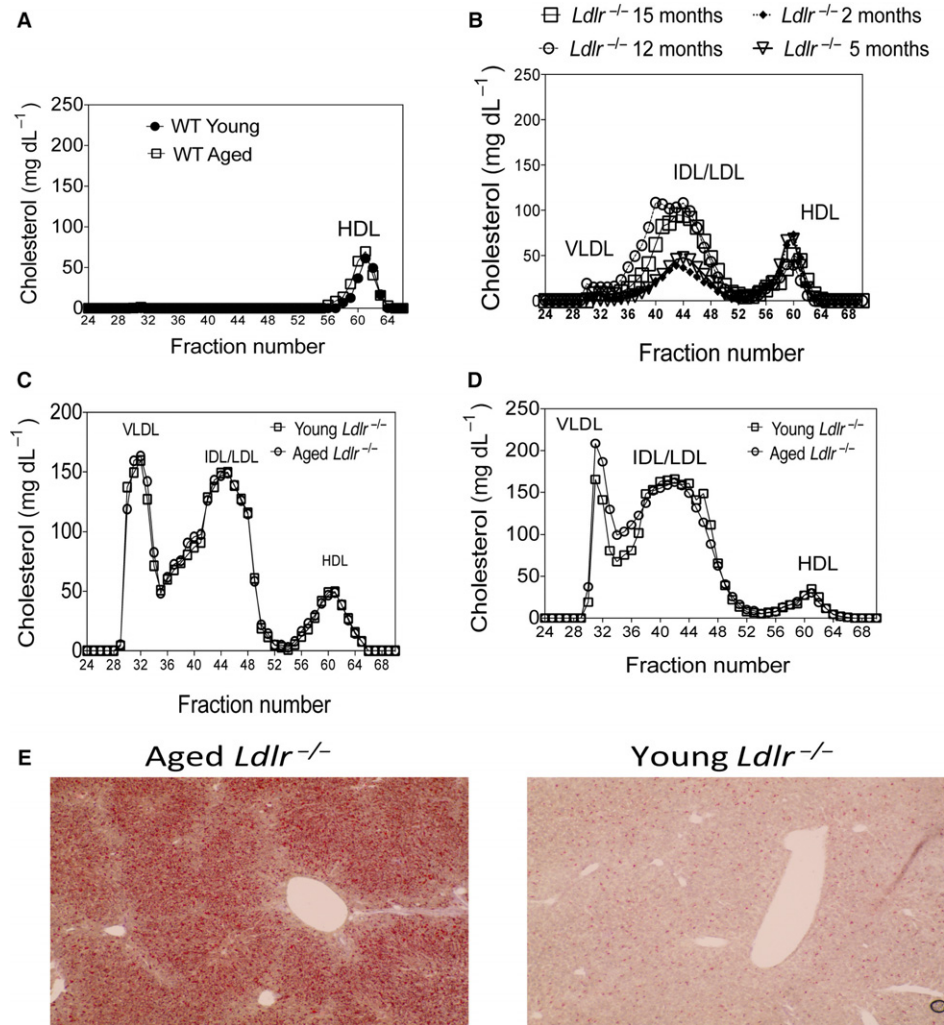 A
250
200
150
100
50
0
Cholesterol (mg dL⁻¹)
WT Young
WT Aged
HDL
24 28 32 36 40 44 48 52 56 60 64
Fraction number
B
Ldlr⁻/⁻ 15 months
Ldlr⁻/⁻ 2 months
Ldlr⁻/⁻ 12 months
Ldlr⁻/⁻ 5 months
250
200
150
100
50
0
Cholesterol (mg dL⁻¹)
VLDL
IDL/LDL
HDL
24 28 32 36 40 44 48 52 56 60 64 68
Fraction number
C
200
150
100
50
0
Cholesterol (mg dL⁻¹)
VLDL
IDL/LDL
HDL
Young Ldlr⁻/⁻
Aged Ldlr⁻/⁻
24 28 32 36 40 44 48 52 56 60 64 68
Fraction number
D
250
200
150
100
50
0
Cholesterol (mg dL⁻¹)
VLDL
IDL/LDL
HDL
Young Ldlr⁻/⁻
Aged Ldlr⁻/⁻
24 28 32 36 40 44 48 52 56 60 64 68
Fraction number
E
Aged Ldlr⁻/⁻
Young Ldlr⁻/⁻